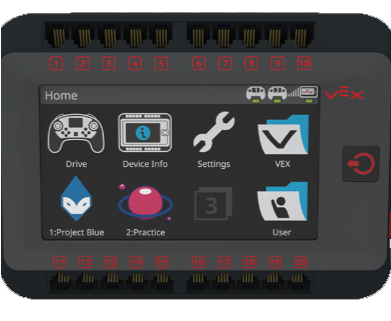 1 2 3 4 5 6 7 8 9 10
Home
vex
Drive Device Info Settings VEX
3
1:Project Blue 2:Practice User
11 12 13 14 15 16 17 18 19 20